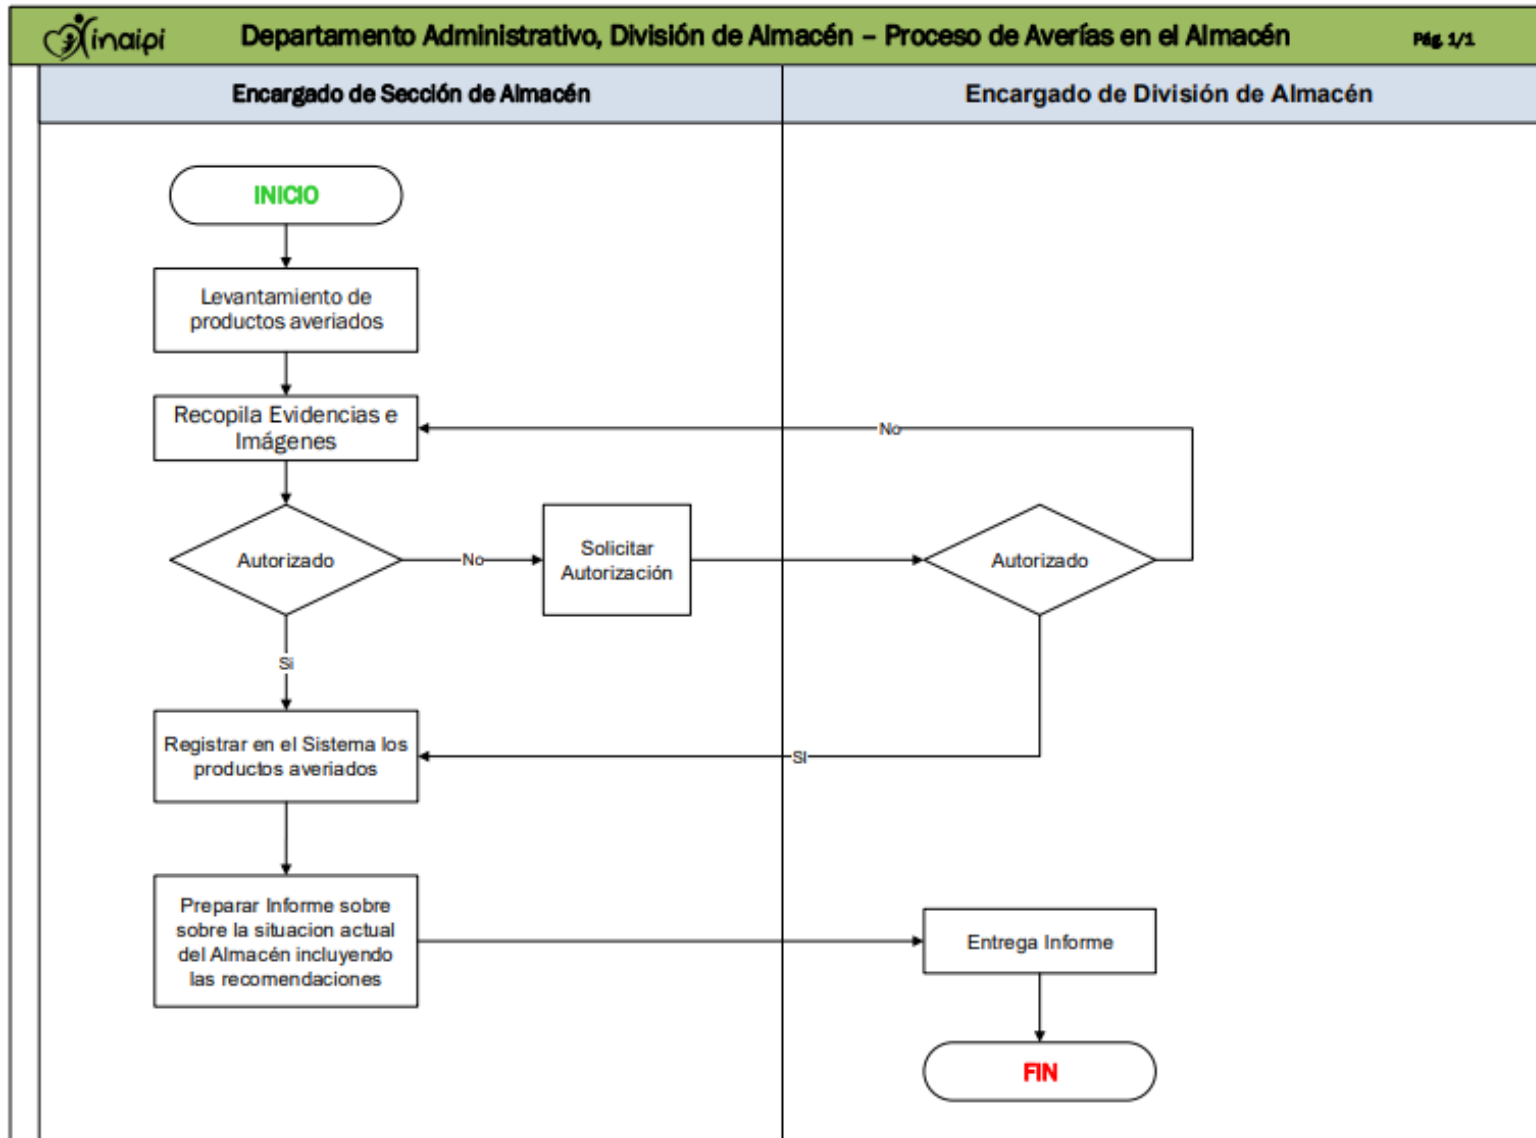 inaipi
Departamento Administrativo, División de Almacén – Proceso de Averías en el Almacén
Pág. 1/1
Encargado de Sección de Almacén
Encargado de División de Almacén
INICIO
Levantamiento de
productos averiados
Recopila Evidencias e
Imágenes
No
Autorizado
No
Solicitar
Autorización
Autorizado
Si
Registrar en el Sistema los
productos averiados
SI
Preparar Informe sobre
sobre la situacion actual
del Almacén incluyendo
las recomendaciones
Entrega Informe
FIN